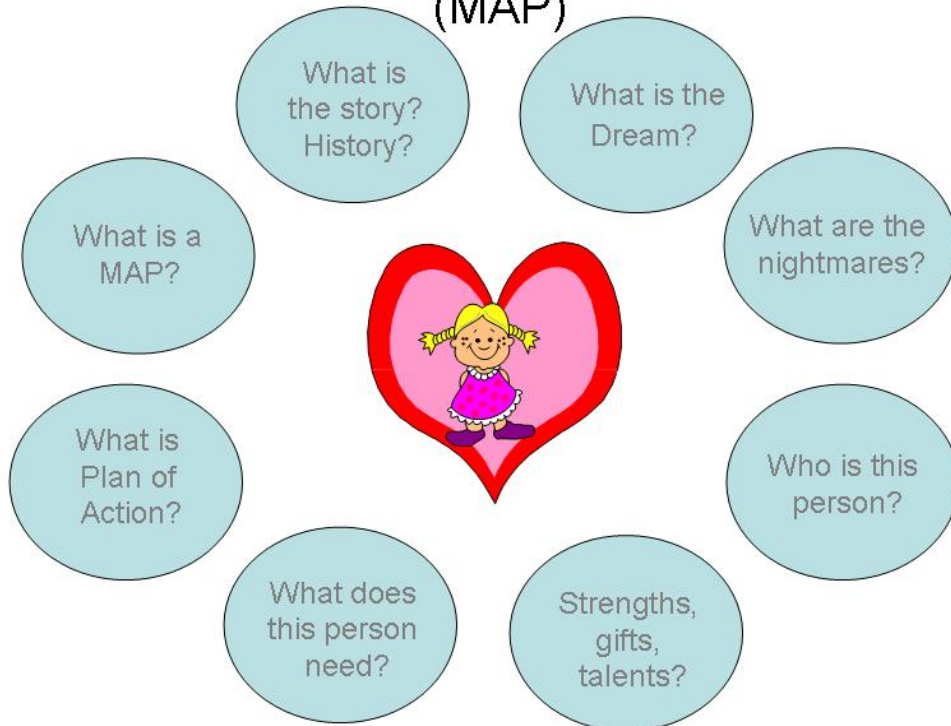 (MAP)
What is
the story?
History?
What is the
Dream?
What are the
nightmares?
Who is this
person?
Strengths,
gifts,
talents?
What does
this person
need?
What is
Plan of
Action?
What is a
MAP?